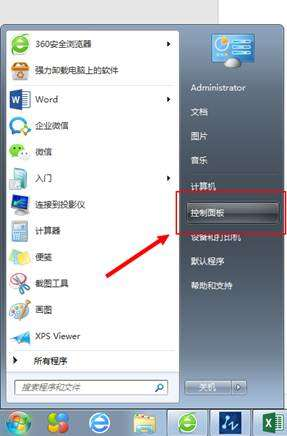 360安全浏览器
强力卸载电脑上的软件
Word
企业微信
微信
入门
连接到投影仪
计算器
便笺
截图工具
画图
XPS Viewer
所有程序
搜索程序和文件
Administrator
文档
图片
音乐
计算机
控制面板
设备和打印机
默认程序
帮助和支持
关机